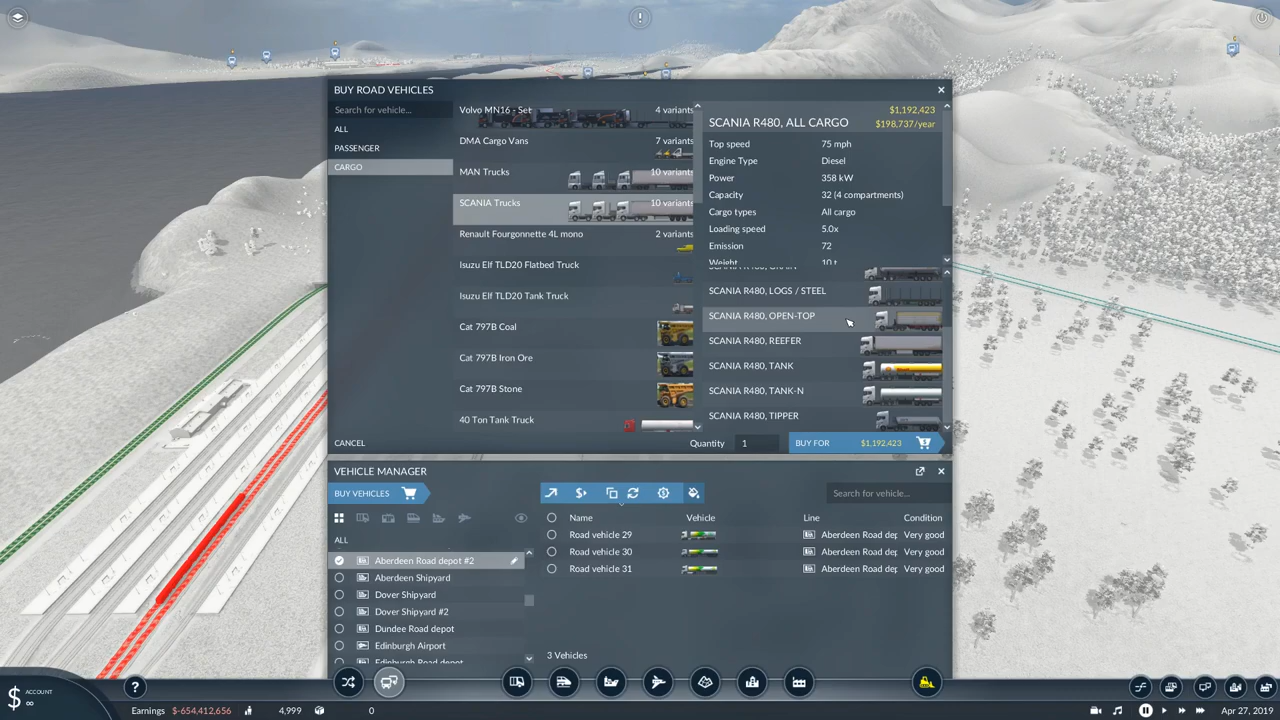 BUY ROAD VEHICLES
Search for vehicle...
ALL
PASSENGER
CARGO
Volvo MN16 - Set 4 variants
DMA Cargo Vans 7 variants
MAN Trucks 10 variants
SCANIA Trucks 10 variants
Renault Fourgonnette 4L mono 2 variants
Isuzu Elf TLD20 Flatbed Truck
Isuzu Elf TLD20 Tank Truck
Cat 797B Coal
Cat 797B Iron Ore
Cat 797B Stone
40 Ton Tank Truck
$1,192,423
SCANIA R480, ALL CARGO $198,737/year
Top speed 75 mph
Engine Type Diesel
Power 358 kW
Capacity 32 (4 compartments)
Cargo types All cargo
Loading speed 5.0x
Emission 72
Weight 10 t
SCANIA R480, GRAIN
SCANIA R480, LOGS / STEEL
SCANIA R480, OPEN-TOP
SCANIA R480, REEFER
SCANIA R480, TANK
SCANIA R480, TANK-N
SCANIA R480, TIPPER
CANCEL
Quantity 1 BUY FOR $1,192,423
VEHICLE MANAGER
BUY VEHICLES
Search for vehicle...
ALL
Aberdeen Road depot #2
Aberdeen Shipyard
Dover Shipyard
Dover Shipyard #2
Dundee Road depot
Edinburgh Airport
Edinburgh Road depot
Name Vehicle Line Condition
Road vehicle 29 Aberdeen Road dep Very good
Road vehicle 30 Aberdeen Road dep Very good
Road vehicle 31 Aberdeen Road dep Very good
3 Vehicles
$ ACCOUNT
∞
?
Earnings $-654,412,656 4,999 0
Apr 27, 2019